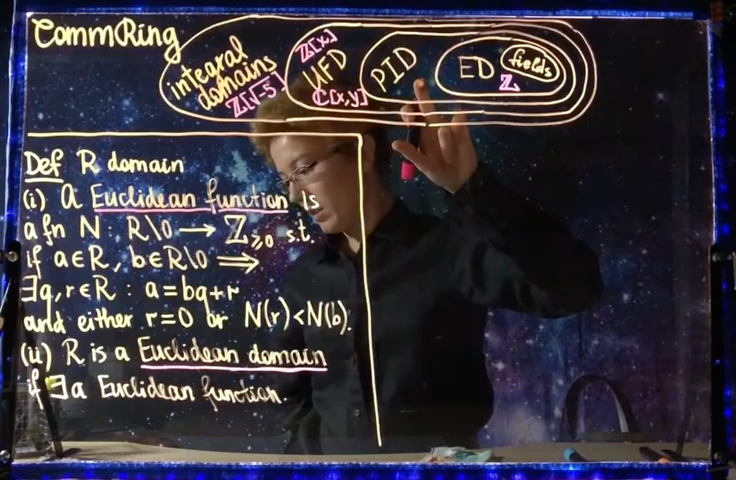 CommRing
integral domains
ℤ[√-5]
ℤ[x]
UFD
ℂ[x,y]
PID
ED
ℤ
fields
Def R domain
(i) A Euclidean function is
a fn N: R\0 → ℤ≥0 s.t.
if a∈R, b∈R\0 ⟹
∃q,r∈R : a=bq+r
and either r=0 or N(r)<N(b).
(ii) R is a Euclidean domain
if ∃ a Euclidean function.